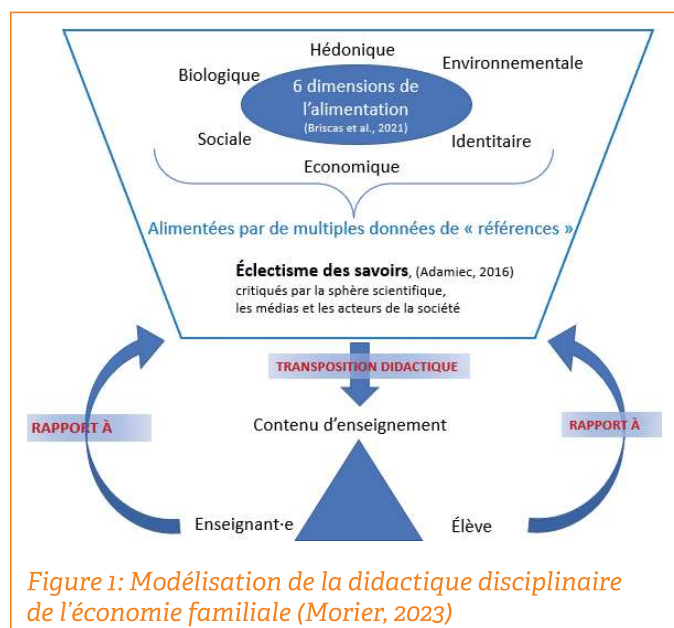 Hédonique
Environnementale
Biologique
6 dimensions de
l'alimentation
(Briscas et al., 2021)
Sociale
Identitaire
Economique
Alimentées par de multiples données de « références »
Éclectisme des savoirs, (Adamiec, 2016)
critiqués par la sphère scientifique,
les médias et les acteurs de la société
TRANSPOSITION DIDACTIQUE
RAPPORT À
Contenu d'enseignement
RAPPORT À
Enseignant·e
Élève
Figure 1: Modélisation de la didactique disciplinaire
de l'économie familiale (Morier, 2023)